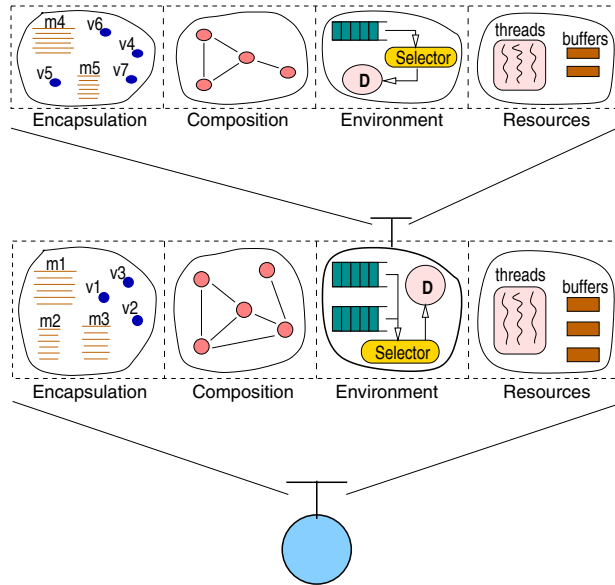 m4 v6 v4 v5 m5 v7
Selector
D
threads buffers
Encapsulation Composition Environment Resources
m1 v3 v1 v2 m2 m3
D
Selector
threads buffers
Encapsulation Composition Environment Resources